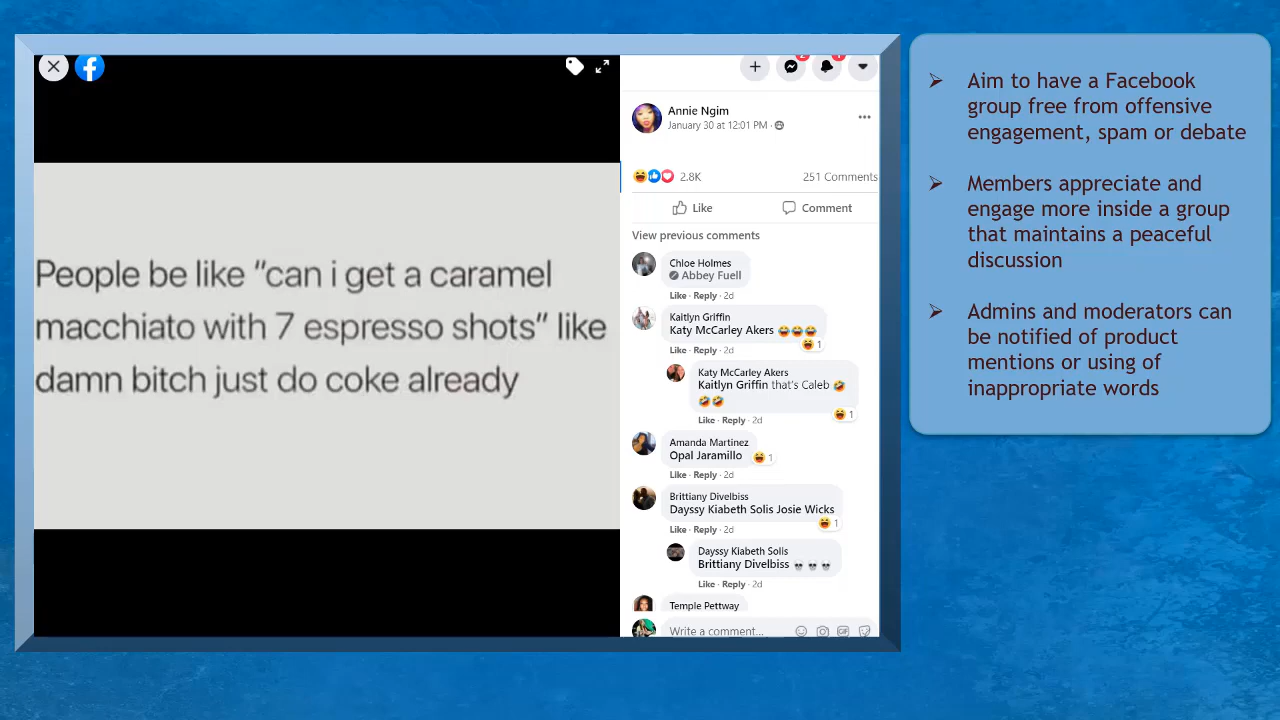 Annie Ngim
January 30 at 12:01 PM ·
2.8K
251 Comments
Like
Comment
View previous comments
People be like "can i get a caramel
macchiato with 7 espresso shots" like
damn bitch just do coke already
Chloe Holmes
Abbey Fuell
Like · Reply · 2d
Kaitlyn Griffin
Katy McCarley Akers
1
Like · Reply · 2d
Katy McCarley Akers
Kaitlyn Griffin that's Caleb
1
Like · Reply · 2d
Amanda Martinez
Opal Jaramillo
1
Like · Reply · 2d
Brittiany Divelbiss
Dayssy Kiabeth Solis Josie Wicks
1
Like · Reply · 2d
Dayssy Kiabeth Solis
Brittiany Divelbiss
Like · Reply · 2d
Temple Pettway
Write a comment...
GIF
Aim to have a Facebook
group free from offensive
engagement, spam or debate
Members appreciate and
engage more inside a group
that maintains a peaceful
discussion
Admins and moderators can
be notified of product
mentions or using of
inappropriate words